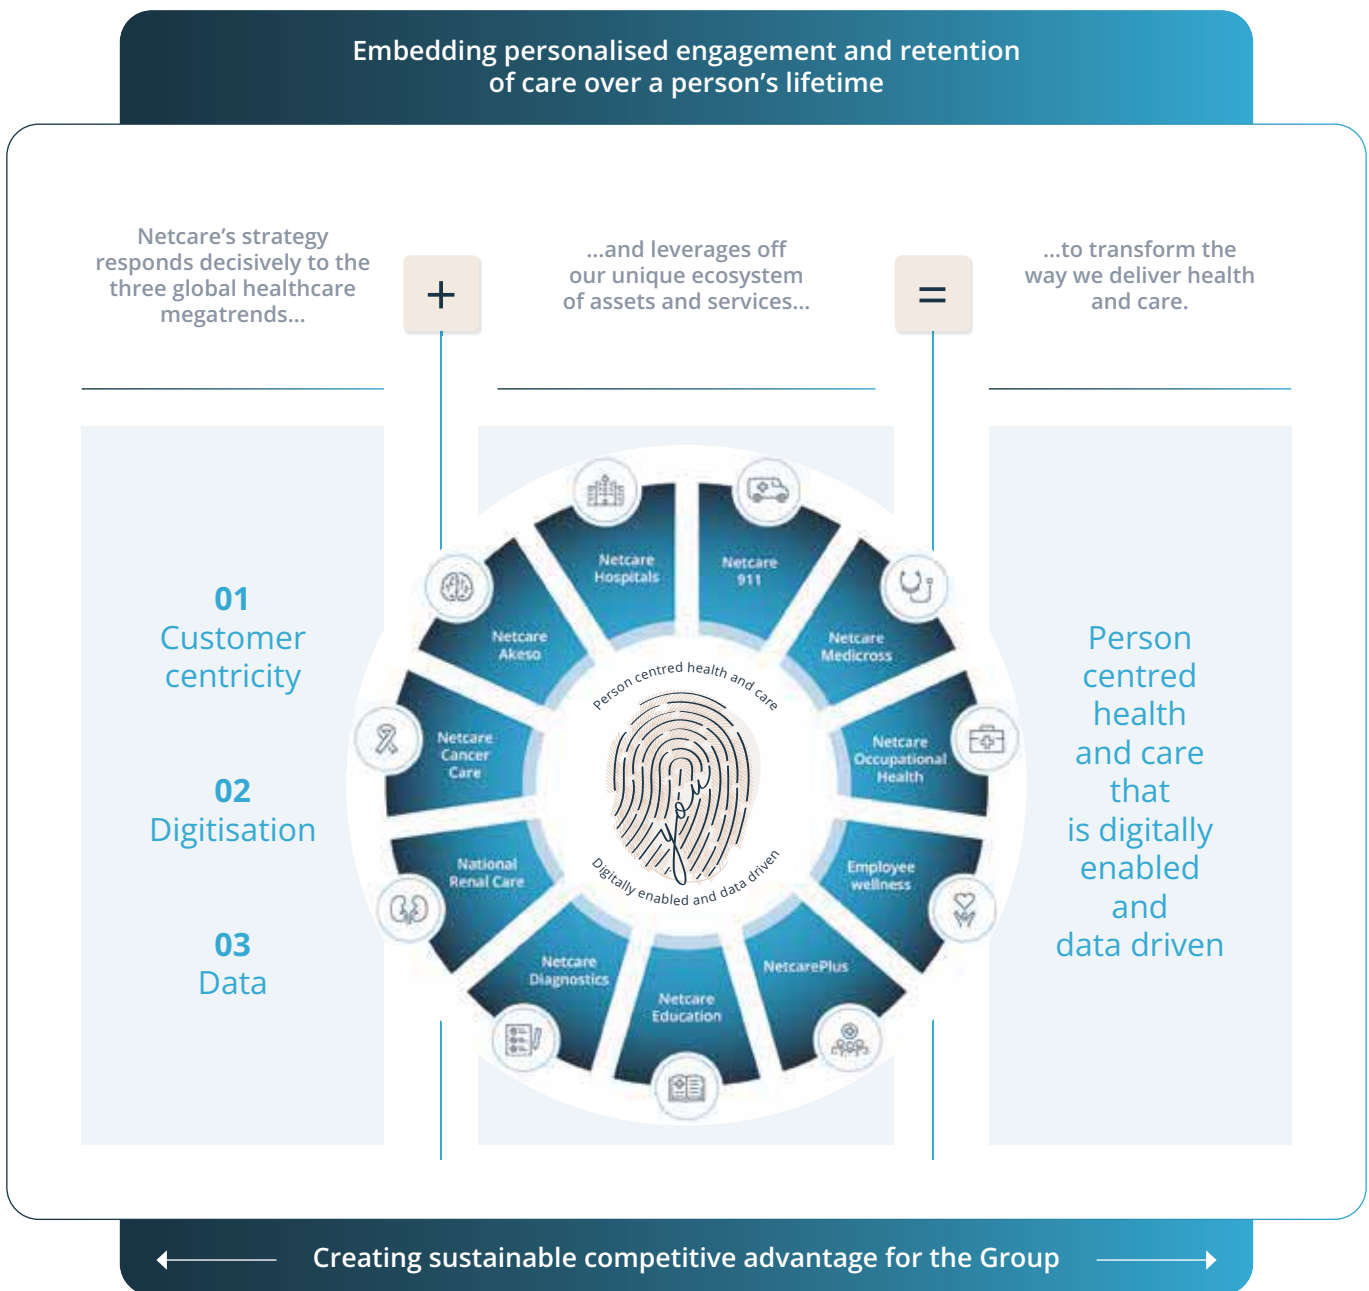 Embedding personalised engagement and retention
of care over a person's lifetime
Netcare's strategy
responds decisively to the
three global healthcare
megatrends...
+
...and leverages off
our unique ecosystem
of assets and services...
=
...to transform the
way we deliver health
and care.
01
Customer
centricity
02
Digitisation
03
Data
Netcare
Hospitals
Netcare
911
Netcare
Medicross
Netcare
Occupational
Health
Employee
wellness
NetcarePlus
Netcare
Education
Netcare
Diagnostics
National
Renal Care
Netcare
Cancer
Care
Netcare
Akeso
Person centred health and care
you
Digitally enabled and data driven
Person
centred
health
and care
that
is digitally
enabled
and
data driven
Creating sustainable competitive advantage for the Group